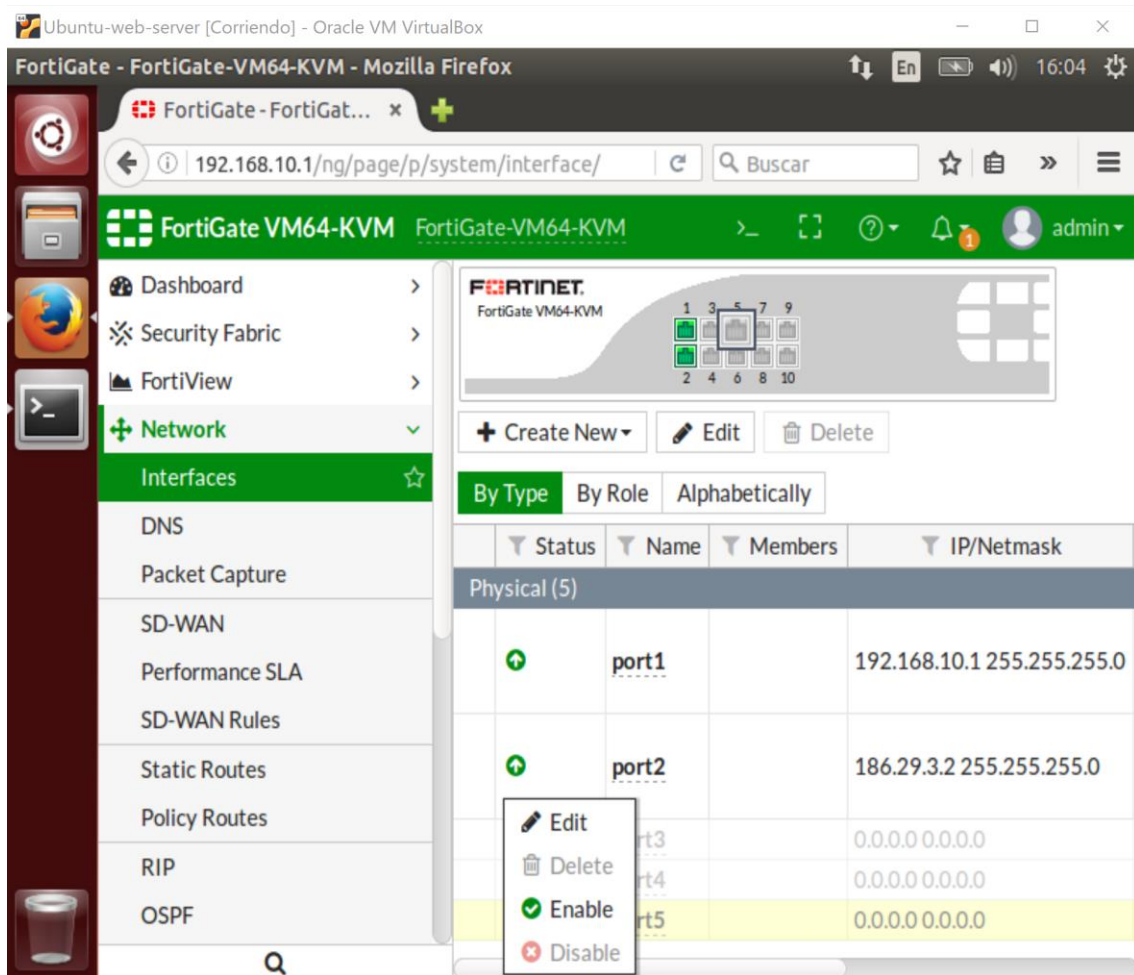 Ubuntu-web-server [Corriendo] - Oracle VM VirtualBox
FortiGate - FortiGate-VM64-KVM - Mozilla Firefox
En
16:04
FortiGate - FortiGat...
192.168.10.1/ng/page/p/system/interface/
Buscar
FortiGate VM64-KVM
FortiGate-VM64-KVM
>_
1
admin
Dashboard
Security Fabric
FortiView
Network
Interfaces
DNS
Packet Capture
SD-WAN
Performance SLA
SD-WAN Rules
Static Routes
Policy Routes
RIP
OSPF
FORTINET.
FortiGate VM64-KVM
1 3 5 7 9
2 4 6 8 10
Create New
Edit
Delete
By Type
By Role
Alphabetically
Status
Name
Members
IP/Netmask
Physical (5)
port1
192.168.10.1 255.255.255.0
port2
186.29.3.2 255.255.255.0
rt3
0.0.0.0 0.0.0.0
rt4
0.0.0.0 0.0.0.0
rt5
0.0.0.0 0.0.0.0
Edit
Delete
Enable
Disable